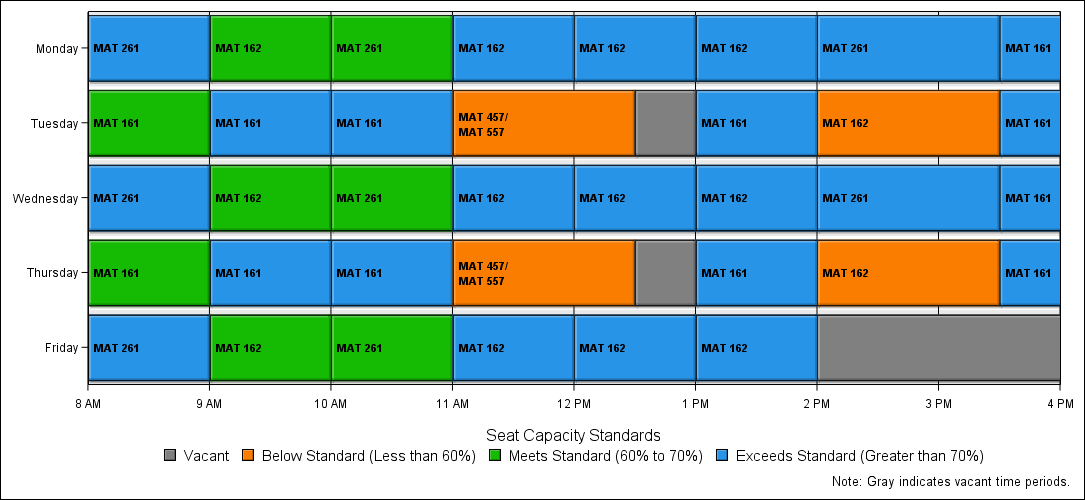 Monday MAT 261 MAT 162 MAT 261 MAT 162 MAT 162 MAT 162 MAT 261 MAT 161
Tuesday MAT 161 MAT 161 MAT 161 MAT 457/ MAT 161 MAT 162 MAT 161
MAT 557
Wednesday MAT 261 MAT 162 MAT 261 MAT 162 MAT 162 MAT 162 MAT 261 MAT 161
Thursday MAT 161 MAT 161 MAT 161 MAT 457/ MAT 161 MAT 162 MAT 161
MAT 557
Friday MAT 261 MAT 162 MAT 261 MAT 162 MAT 162 MAT 162
8 AM 9 AM 10 AM 11 AM 12 PM 1 PM 2 PM 3 PM 4 PM
Seat Capacity Standards
Vacant Below Standard (Less than 60%) Meets Standard (60% to 70%) Exceeds Standard (Greater than 70%)
Note: Gray indicates vacant time periods.